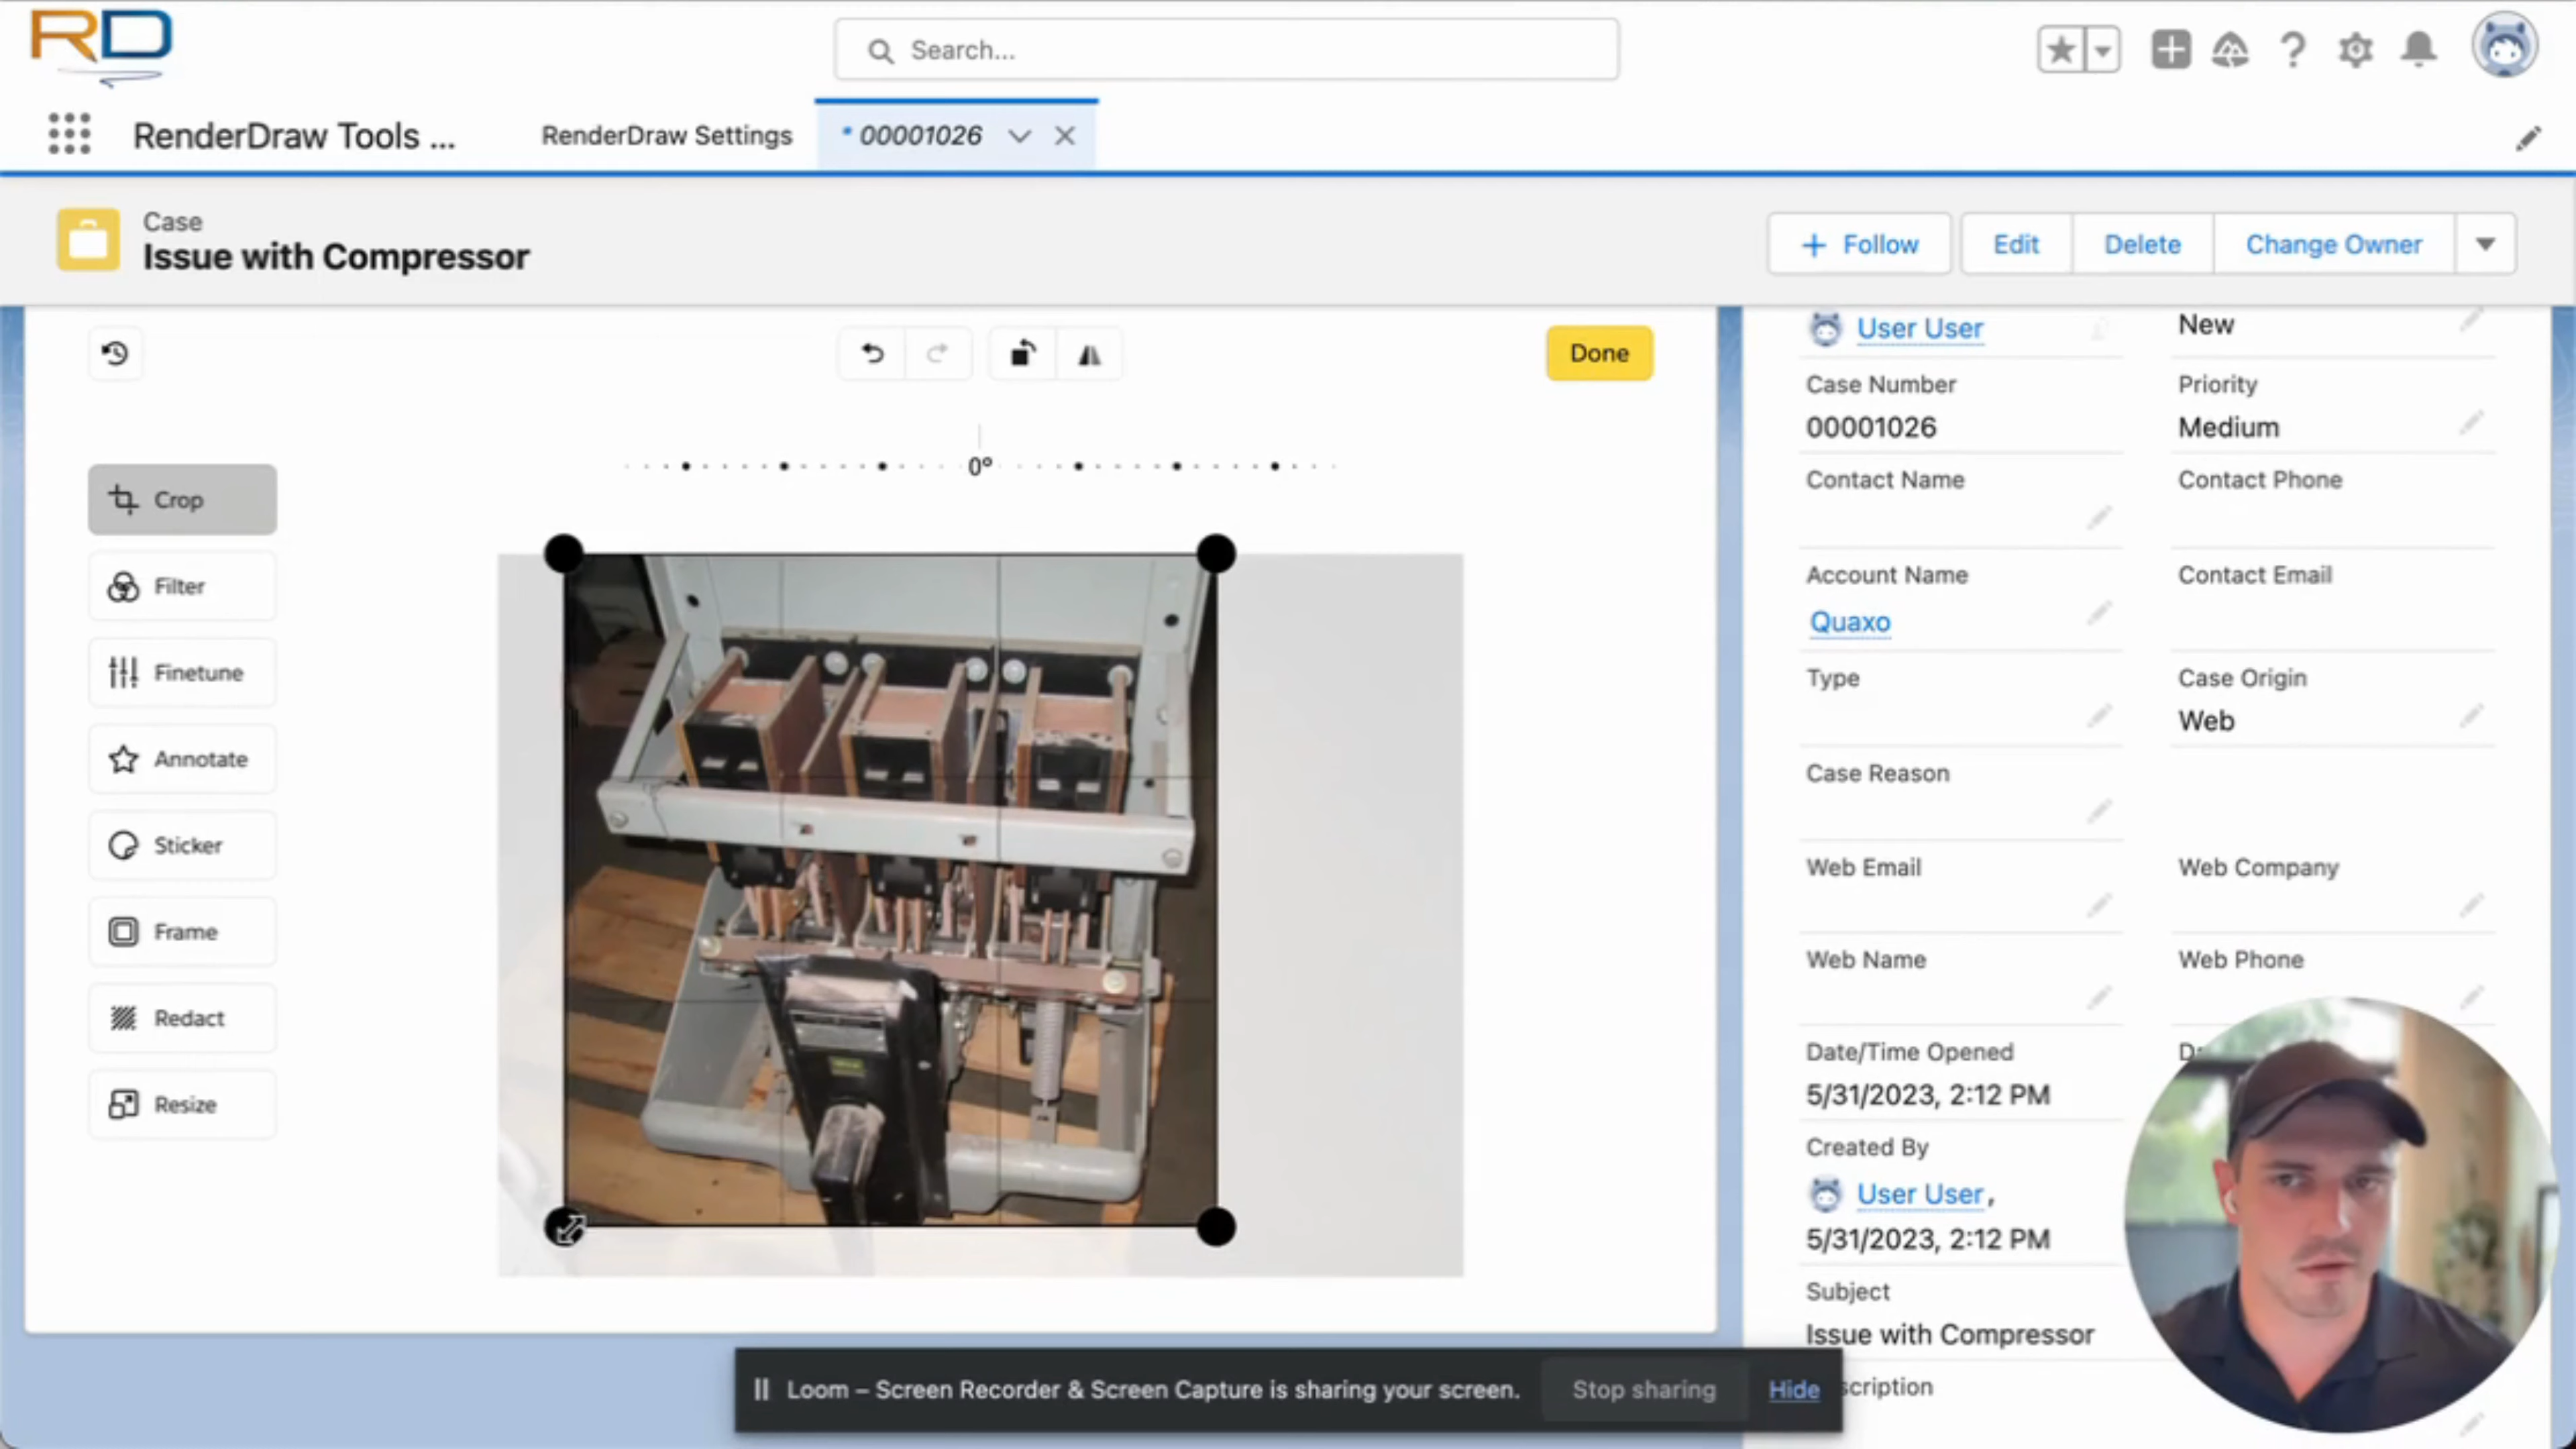 RD
Search...
RenderDraw Tools ...
RenderDraw Settings
* 00001026
Case
Issue with Compressor
Follow
Edit
Delete
Change Owner
Done
0°
Crop
Filter
Finetune
Annotate
Sticker
Frame
Redact
Resize
User User
New
Case Number
00001026
Priority
Medium
Contact Name
Contact Phone
Account Name
Quaxo
Contact Email
Type
Case Origin
Web
Case Reason
Web Email
Web Company
Web Name
Web Phone
Date/Time Opened
5/31/2023, 2:12 PM
Created By
User User,
5/31/2023, 2:12 PM
Subject
Issue with Compressor
scription
Loom – Screen Recorder & Screen Capture is sharing your screen.
Stop sharing
Hide